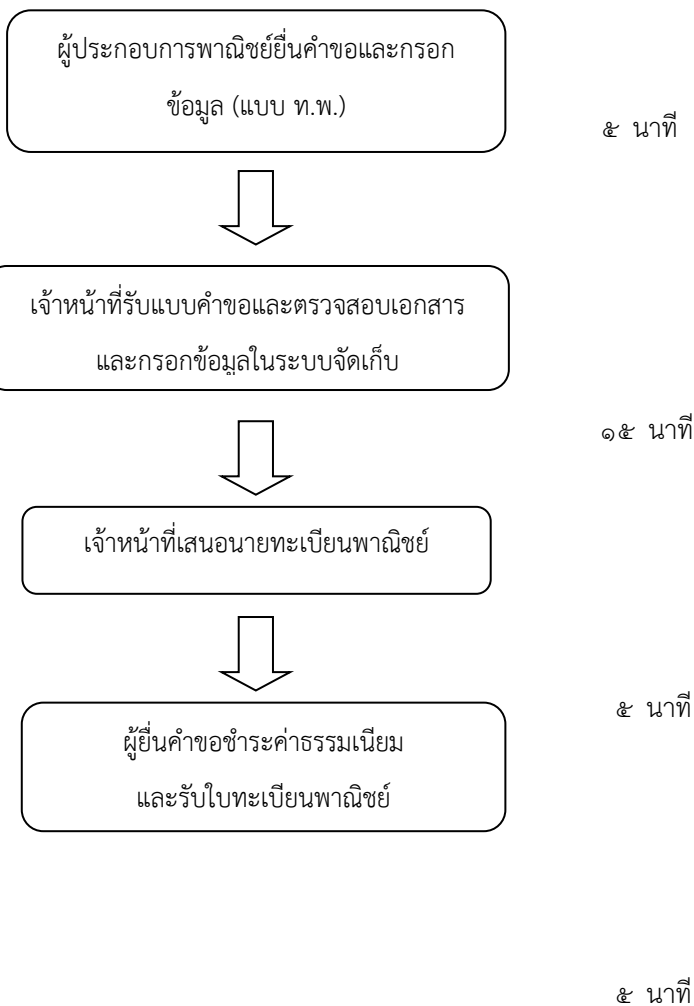 ผู้ประกอบการพาณิชย์ยื่นคำขอและกรอก
ข้อมูล (แบบ ท.พ.)
๕ นาที
เจ้าหน้าที่รับแบบคำขอและตรวจสอบเอกสาร
และกรอกข้อมูลในระบบจัดเก็บ
๑๕ นาที
เจ้าหน้าที่เสนอนายทะเบียนพาณิชย์
๕ นาที
ผู้ยื่นคำขอชำระค่าธรรมเนียม
และรับใบทะเบียนพาณิชย์
๕ นาที